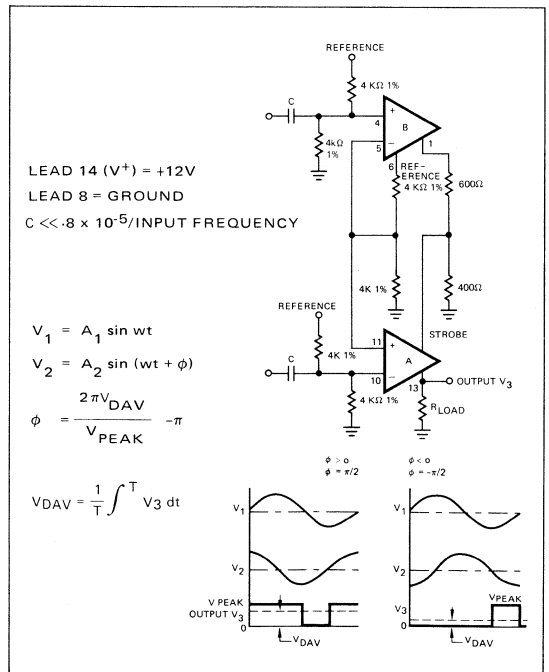 REFERENCE
4 KΩ 1%
C
+
4
B
4kΩ
1%
5
−
1
6
REF-
ERENCE
4 KΩ 1%
600Ω
LEAD 14 (V+) = +12V
LEAD 8 = GROUND
C << .8 x 10-5/INPUT FREQUENCY
4K 1%
400Ω
REFERENCE
STROBE
4K 1%
11
+
A
C
10
−
13
OUTPUT V3
4 KΩ 1%
RLOAD
V1 = A1 sin wt
V2 = A2 sin (wt + ϕ)
ϕ = 2πVDAV / VPEAK -π
VDAV = 1/T ∫T V3 dt
ϕ > o
ϕ = π/2
ϕ < o
ϕ = -π/2
V1
V1
V2
V2
V PEAK
OUTPUT V3
0
VDAV
VPEAK
V3
0
VDAV